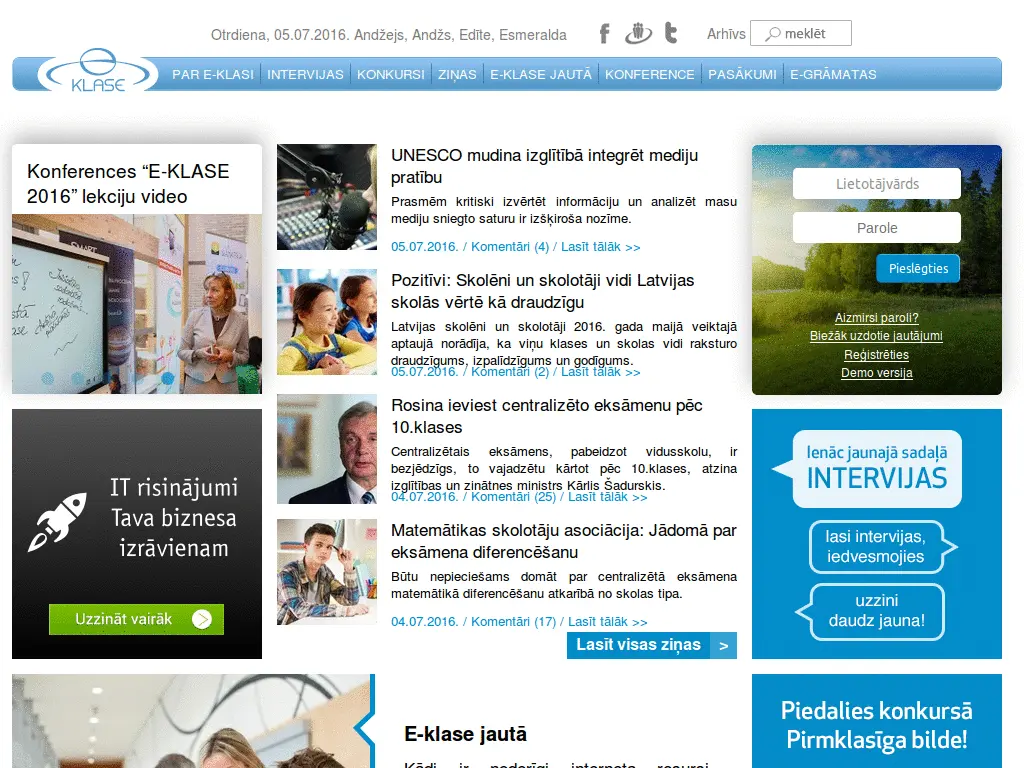 Otrdiena, 05.07.2016. Andžejs, Andžs, Edīte, Esmeralda
Arhīvs
meklēt
KLASE
PAR E-KLASI
INTERVIJAS
KONKURSI
ZIŅAS
E-KLASE JAUTĀ
KONFERENCE
PASĀKUMI
E-GRĀMATAS
Konferences “E-KLASE
2016” lekciju video
SMART
IT risinājumi
Tava biznesa
izrāvienam
Uzzināt vairāk
UNESCO mudina izglītībā integrēt mediju
pratību
Prasmēm kritiski izvērtēt informāciju un analizēt masu
mediju sniegto saturu ir izšķiroša nozīme.
05.07.2016. / Komentāri (4) / Lasīt tālāk >>
Pozitīvi: Skolēni un skolotāji vidi Latvijas
skolās vērtē kā draudzīgu
Latvijas skolēni un skolotāji 2016. gada maijā veiktajā
aptaujā norādīja, ka viņu klases un skolas vidi raksturo
draudzīgums, izpalīdzīgums un godīgums.
05.07.2016. / Komentāri (2) / Lasīt tālāk >>
Rosina ieviest centralizēto eksāmenu pēc
10.klases
Centralizētais eksāmens, pabeidzot vidusskolu, ir
bezjēdzīgs, to vajadzētu kārtot pēc 10.klases, atzina
izglītības un zinātnes ministrs Kārlis Šadurskis.
04.07.2016. / Komentāri (25) / Lasīt tālāk >>
Matemātikas skolotāju asociācija: Jādomā par
eksāmena diferencēšanu
Būtu nepieciešams domāt par centralizētā eksāmena
matemātikā diferencēšanu atkarībā no skolas tipa.
04.07.2016. / Komentāri (17) / Lasīt tālāk >>
Lasīt visas ziņas >
Lietotājvārds
Parole
Pieslēgties
Aizmirsi paroli?
Biežāk uzdotie jautājumi
Reģistrēties
Demo versija
Ienāc jaunajā sadaļā
INTERVIJAS
lasi intervijas,
iedvesmojies
uzzini
daudz jauna!
E-klase jautā
Kādi ir noderīgi interneta resursi
Piedalies konkursā
Pirmklasīga bilde!